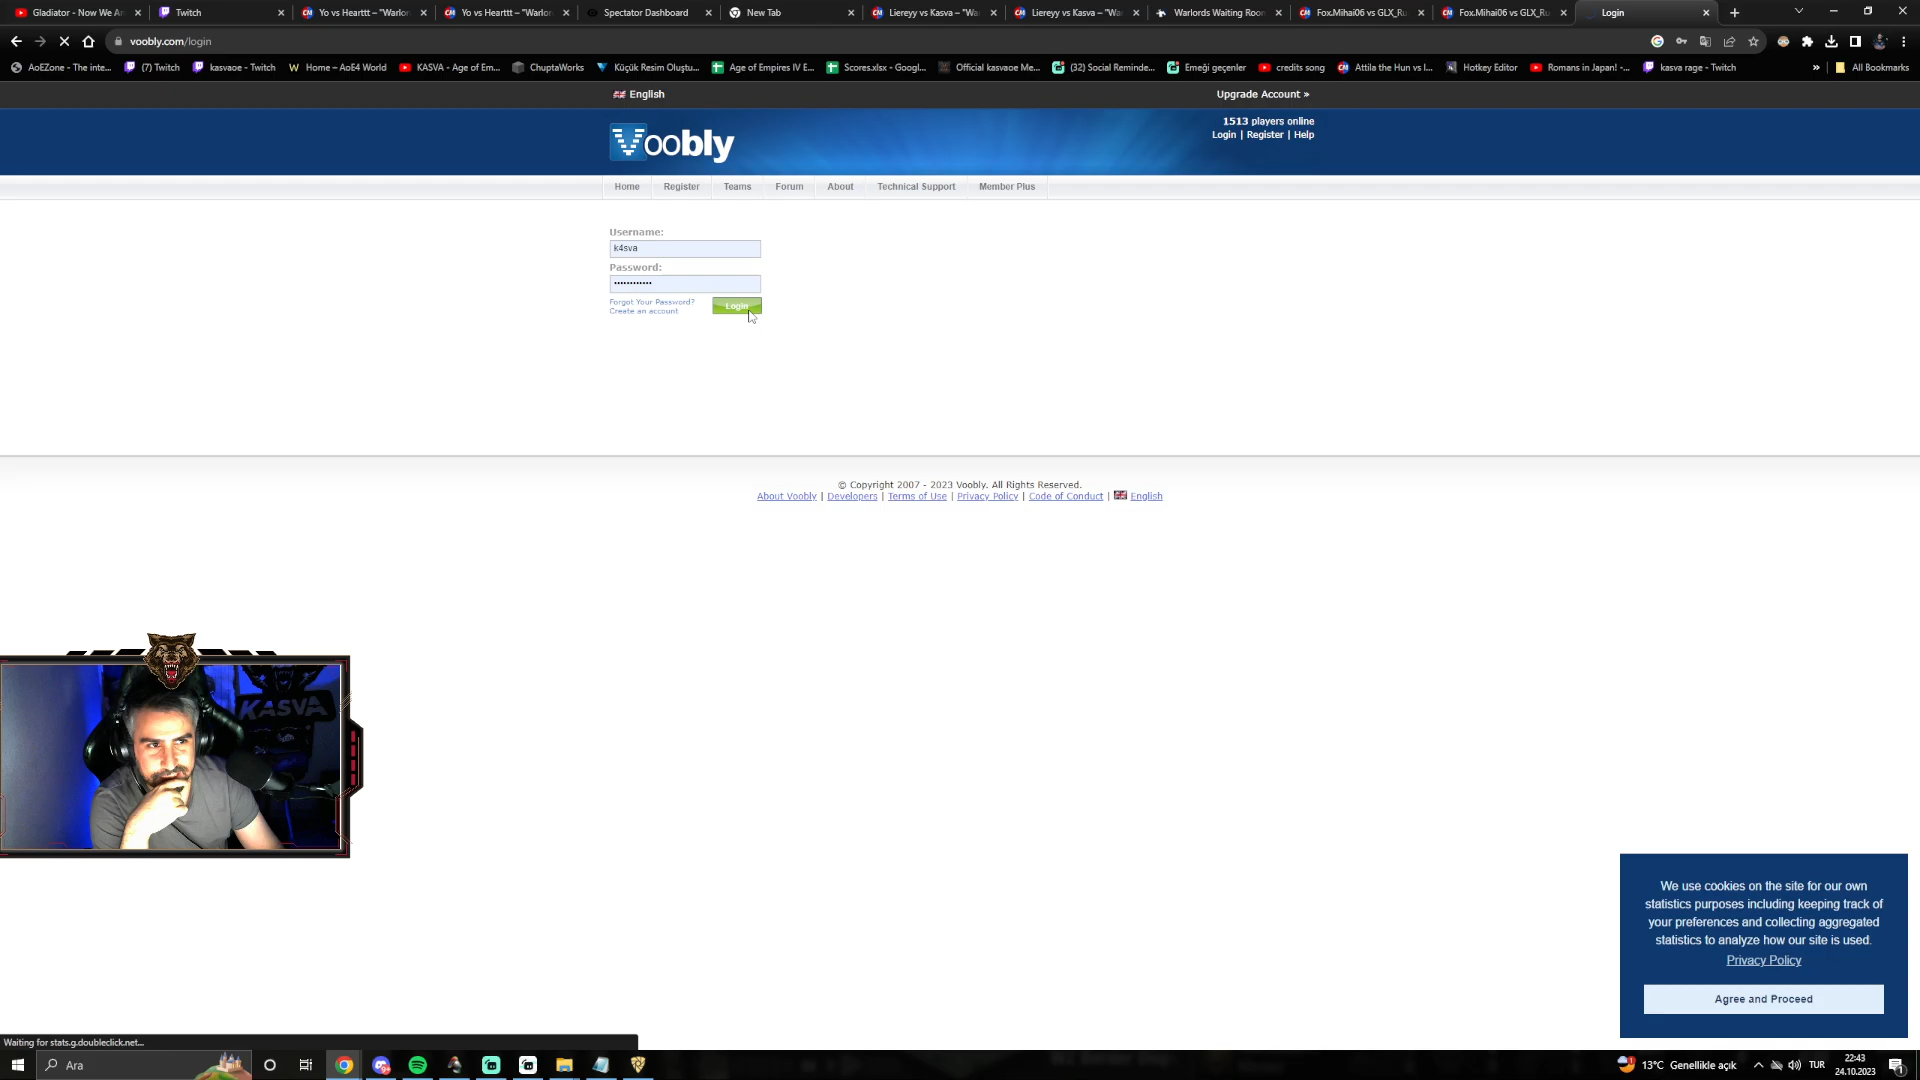 Gladiator - Now We An
Twitch
Yo vs Hearttt – "Warlor
Yo vs Hearttt – "Warlor
Spectator Dashboard
New Tab
Liereyy vs Kasva – "Wa
Liereyy vs Kasva – "Wa
Warlords Waiting Room
Fox.Mihai06 vs GLX_Ru
Fox.Mihai06 vs GLX_Ru
Login
voobly.com/login
AoEZone - The inte...
(7) Twitch
kasvaoe - Twitch
Home – AoE4 World
KASVA - Age of Em...
ChuptaWorks
Küçük Resim Oluştu...
Age of Empires IV E...
Scores.xlsx - Googl...
Official kasvaoe Me...
(32) Social Reminde...
Emeği geçenler
credits song
Attila the Hun vs I...
Hotkey Editor
Romans in Japan! -...
kasva rage - Twitch
»
All Bookmarks
English
Upgrade Account »
Voobly
1513 players online
Login | Register | Help
Home
Register
Teams
Forum
About
Technical Support
Member Plus
Username:
k4sva
Password:
••••••••••••
Forgot Your Password?
Create an account
Login
© Copyright 2007 - 2023 Voobly. All Rights Reserved.
About Voobly | Developers | Terms of Use | Privacy Policy | Code of Conduct | English
KASVA
We use cookies on the site for our own
statistics purposes including keeping track of
your preferences and collecting aggregated
statistics to analyze how our site is used.
Privacy Policy
Agree and Proceed
Waiting for stats.g.doubleclick.net...
Ara
13°C Genellikle açık
TUR
22:43
24.10.2023